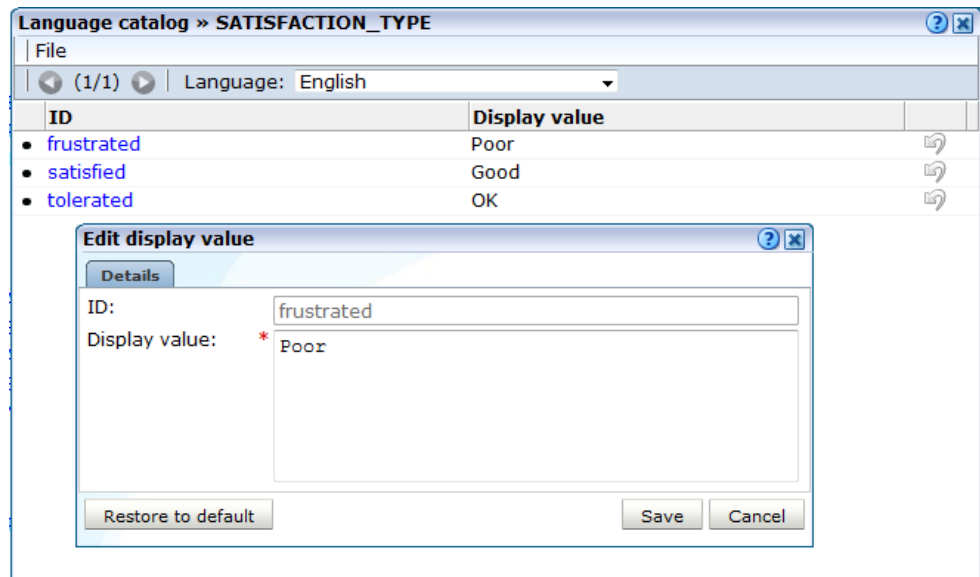 Language catalog » SATISFACTION_TYPE
File
(1/1) Language: English
ID Display value
frustrated Poor
satisfied Good
tolerated OK
Edit display value
Details
ID: frustrated
Display value: * Poor
Restore to default Save Cancel